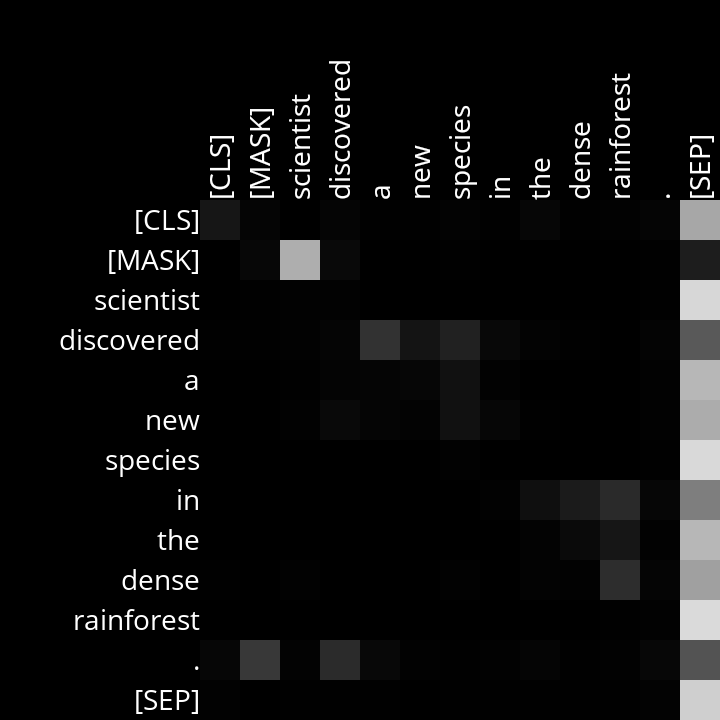 [CLS]
[MASK]
scientist
discovered
a
new
species
in
the
dense
rainforest
.
[SEP]
[CLS]
[MASK]
scientist
discovered
a
new
species
in
the
dense
rainforest
.
[SEP]